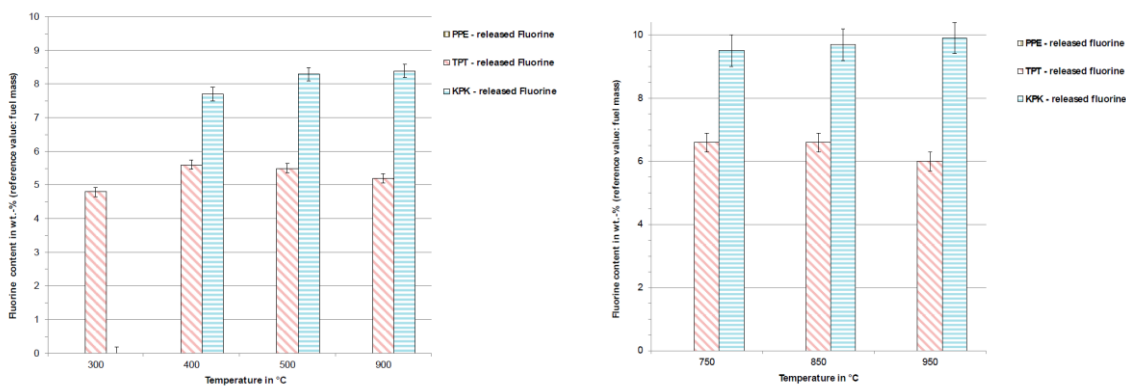 Fluorine content in wt.-% (reference value: fuel mass)
10
9
8
7
6
5
4
3
2
1
0
300 400 500 900
Temperature in °C
PPE - released Fluorine
TPT - released Fluorine
KPK - released Fluorine
Fluorine content in wt.-% (reference value: fuel mass)
10
8
6
4
2
0
750 850 950
Temperature in °C
PPE - released fluorine
TPT - released Fluorine
KPK - released fluorine